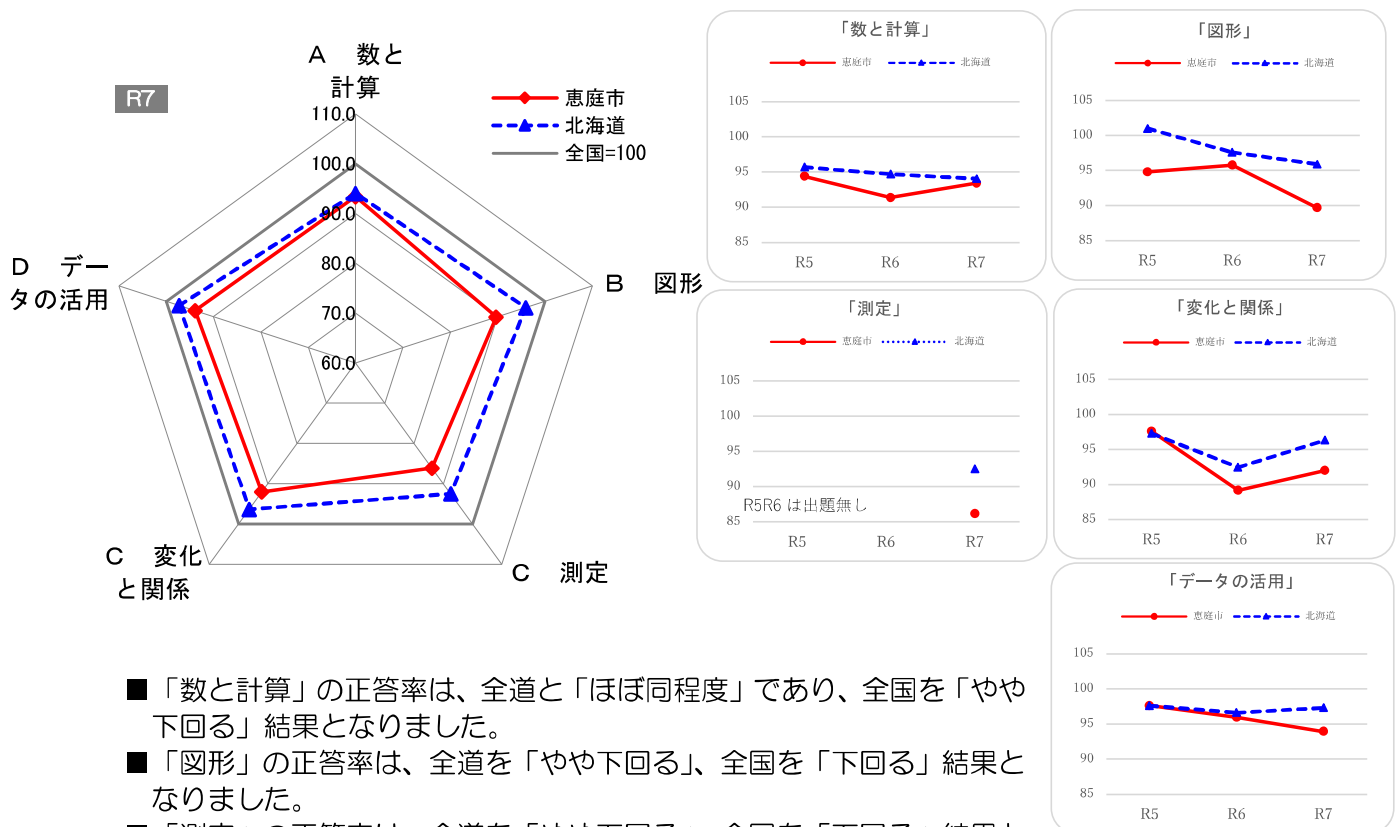 R7
A 数と
計算
恵庭市
北海道
全国=100
110.0
100.0
90.0
80.0
70.0
60.0
B 図形
C 測定
C 変化
と関係
D デー
タの活用
「数と計算」
恵庭市 北海道
105
100
95
90
85
R5 R6 R7
「図形」
恵庭市 北海道
105
100
95
90
85
R5 R6 R7
「測定」
恵庭市 北海道
105
100
95
90
85
R5R6 は出題無し
R5 R6 R7
「変化と関係」
恵庭市 北海道
105
100
95
90
85
R5 R6 R7
「データの活用」
恵庭市 北海道
105
100
95
90
85
R5 R6 R7
■「数と計算」の正答率は、全道と「ほぼ同程度」であり、全国を「やや
下回る」結果となりました。
■「図形」の正答率は、全道を「やや下回る」、全国を「下回る」結果と
なりました。